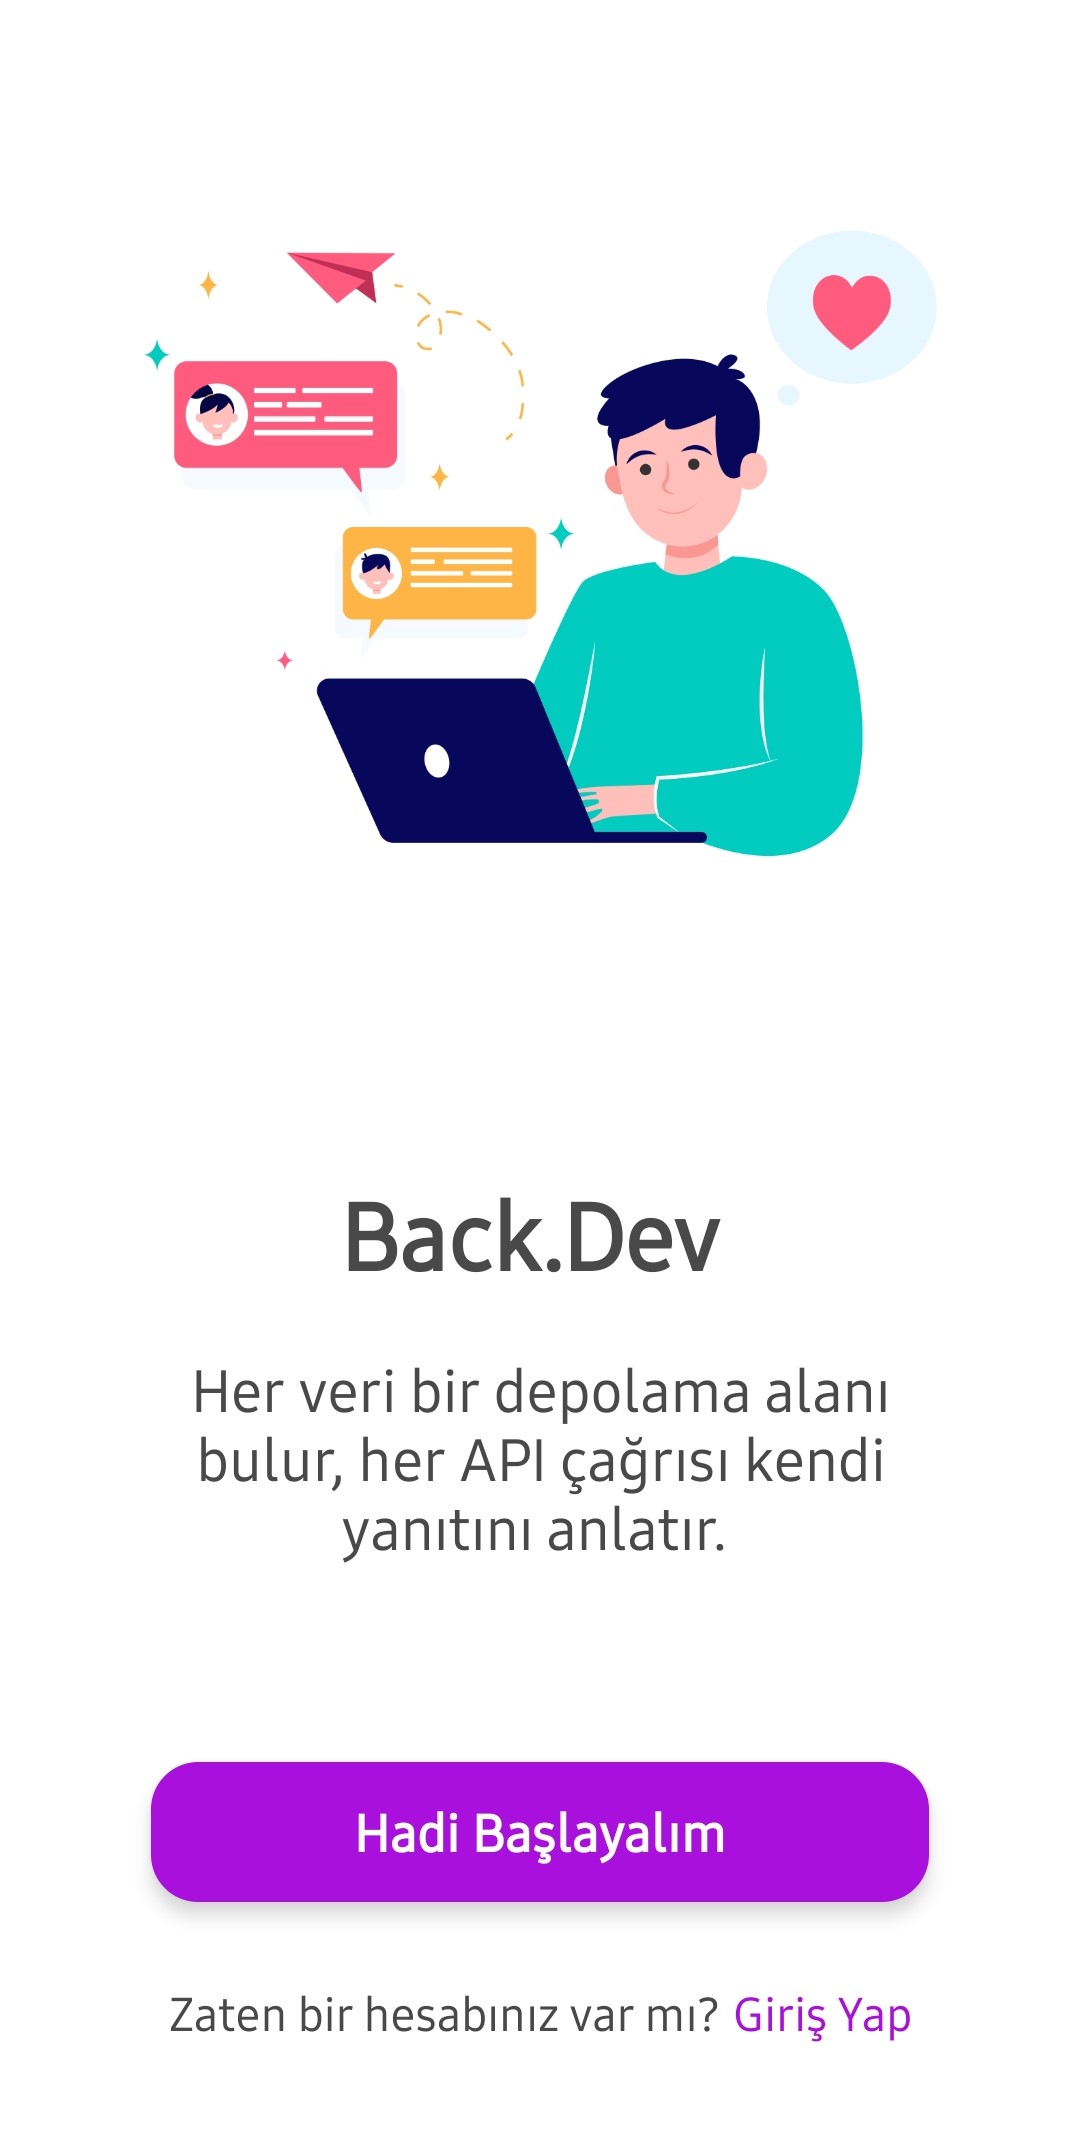 Back.Dev
Her veri bir depolama alanı
bulur, her API çağrısı kendi
yanıtını anlatır.
Hadi Başlayalım
Zaten bir hesabınız var mı? Giriş Yap